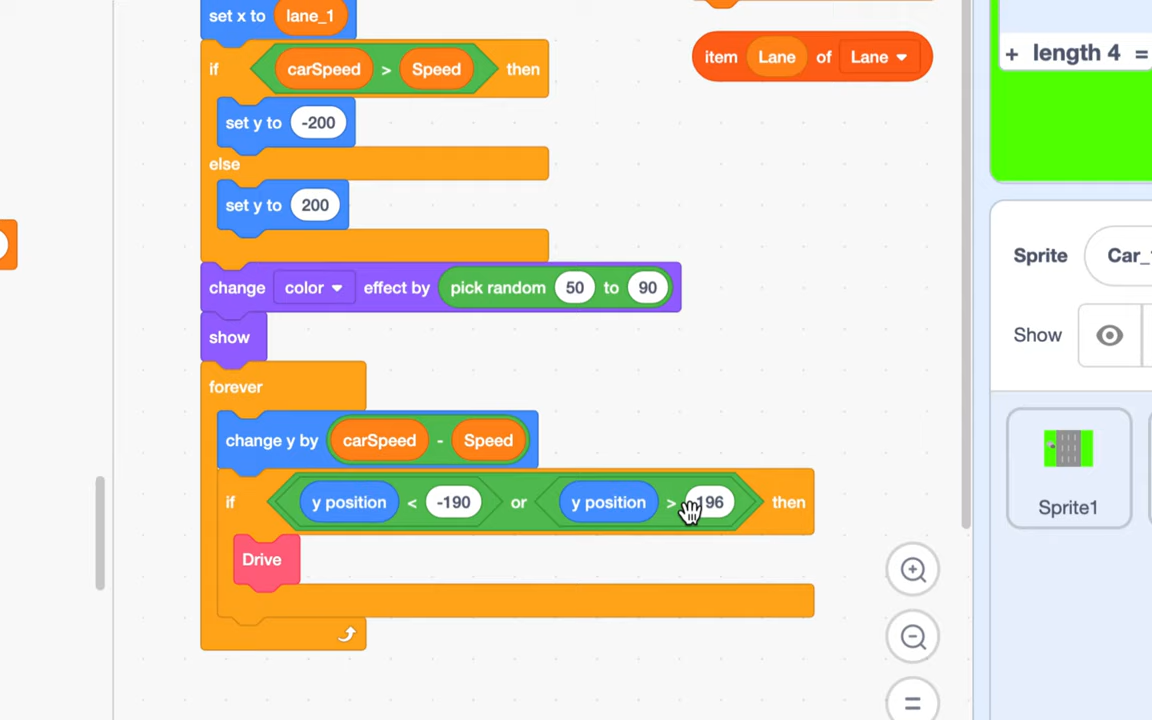 set x to lane_1
if carSpeed > Speed then
set y to -200
else
set y to 200
change color effect by pick random 50 to 90
show
forever
change y by carSpeed - Speed
if y position < -190 or y position > 196 then
Drive
item Lane of Lane
+ length 4 =
Sprite Car_
Show
Sprite1